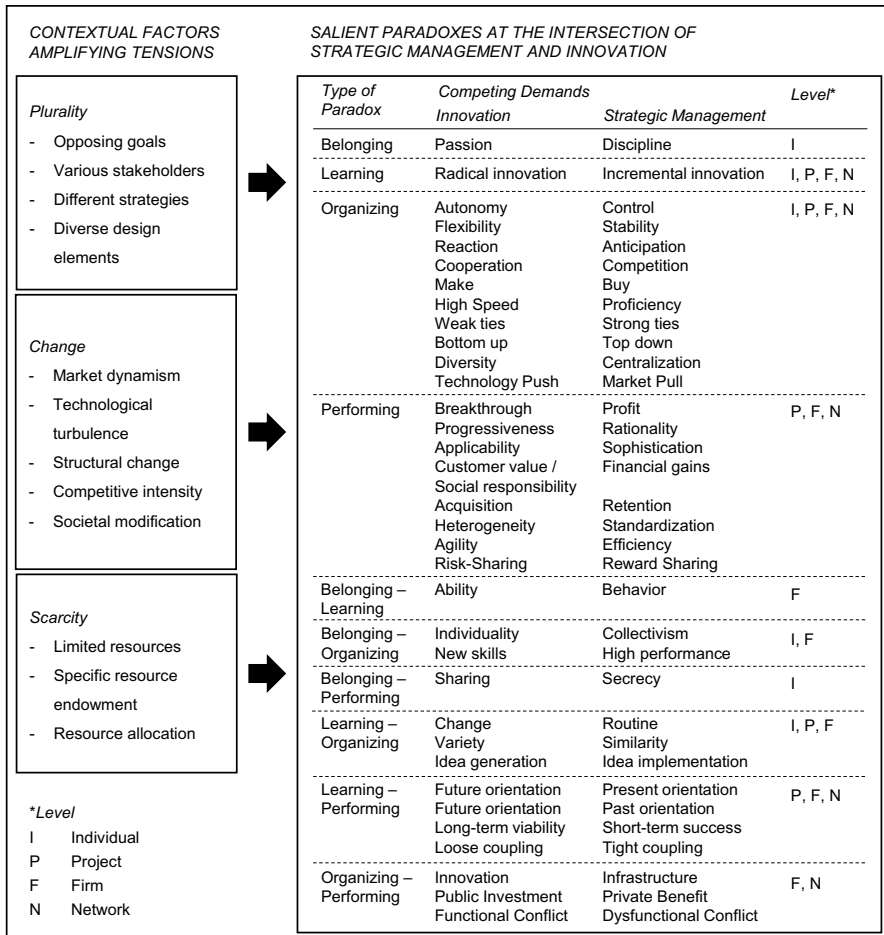 CONTEXTUAL FACTORS
AMPLIFYING TENSIONS
Plurality
- Opposing goals
- Various stakeholders
- Different strategies
- Diverse design
elements
Change
- Market dynamism
- Technological
turbulence
- Structural change
- Competitive intensity
- Societal modification
Scarcity
- Limited resources
- Specific resource
endowment
- Resource allocation
*Level
I Individual
P Project
F Firm
N Network
SALIENT PARADOXES AT THE INTERSECTION OF
STRATEGIC MANAGEMENT AND INNOVATION
Type of Competing Demands Level*
Paradox Innovation Strategic Management
Belonging Passion Discipline I
Learning Radical innovation Incremental innovation I, P, F, N
Organizing Autonomy Control I, P, F, N
Flexibility Stability
Reaction Anticipation
Cooperation Competition
Make Buy
High Speed Proficiency
Weak ties Strong ties
Bottom up Top down
Diversity Centralization
Technology Push Market Pull
Performing Breakthrough Profit P, F, N
Progressiveness Rationality
Applicability Sophistication
Customer value / Financial gains
Social responsibility
Acquisition Retention
Heterogeneity Standardization
Agility Efficiency
Risk-Sharing Reward Sharing
Belonging – Ability Behavior F
Learning
Belonging – Individuality Collectivism I, F
Organizing New skills High performance
Belonging – Sharing Secrecy I
Performing
Learning – Change Routine I, P, F
Organizing Variety Similarity
Idea generation Idea implementation
Learning – Future orientation Present orientation P, F, N
Performing Future orientation Past orientation
Long-term viability Short-term success
Loose coupling Tight coupling
Organizing – Innovation Infrastructure F, N
Performing Public Investment Private Benefit
Functional Conflict Dysfunctional Conflict